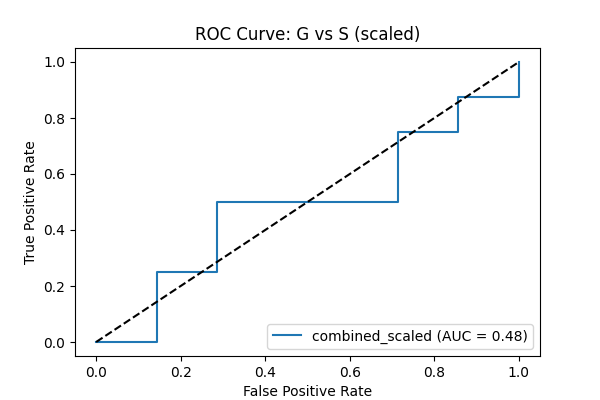 ROC Curve: G vs S (scaled)
True Positive Rate
1.0
0.8
0.6
0.4
0.2
0.0
combined_scaled (AUC = 0.48)
0.0 0.2 0.4 0.6 0.8 1.0
False Positive Rate